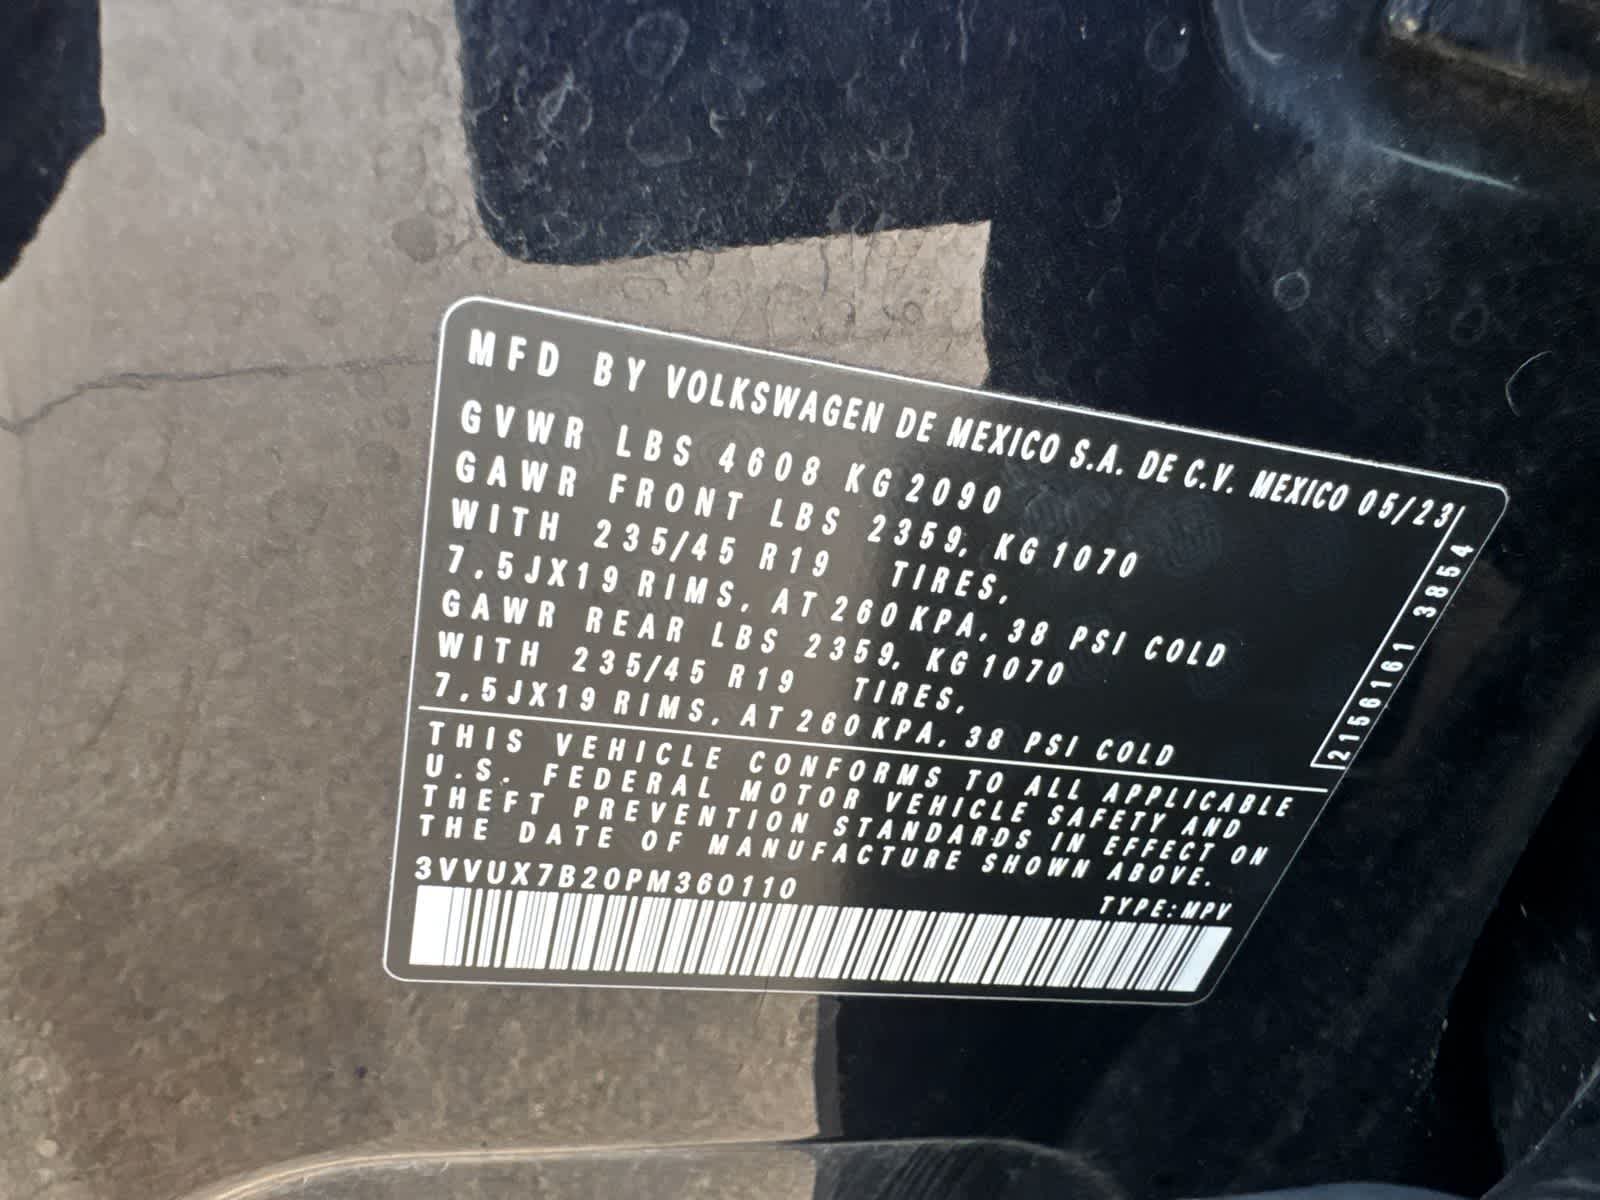 MFD BY VOLKSWAGEN DE MEXICO S.A. DE C.V. MEXICO 05/23
GVWR LBS 4608 KG 2090
GAWR FRONT LBS 2359, KG 1070
WITH 235/45 R19 TIRES,
7,5JX19 RIMS, AT 260 KPA, 38 PSI COLD
GAWR REAR LBS 2359, KG 1070
WITH 235/45 R19 TIRES,
7,5JX19 RIMS, AT 260 KPA, 38 PSI COLD
THIS VEHICLE CONFORMS TO ALL APPLICABLE
U.S. FEDERAL MOTOR VEHICLE SAFETY AND
THEFT PREVENTION STANDARDS IN EFFECT ON
THE DATE OF MANUFACTURE SHOWN ABOVE.
3VVUX7B20PM360110
TYPE:MPV
2156161 3854